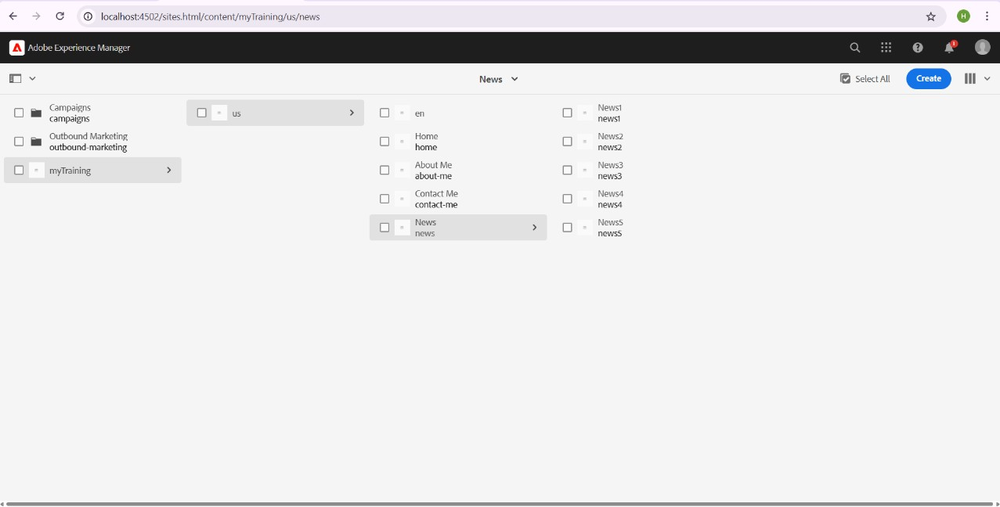 localhost:4502/sites.html/content/myTraining/us/news
H
Adobe Experience Manager
1
News
Select All
Create
Campaigns
campaigns
Outbound Marketing
outbound-marketing
myTraining
us
en
Home
home
About Me
about-me
Contact Me
contact-me
News
news
News1
news1
News2
news2
News3
news3
News4
news4
News5
news5